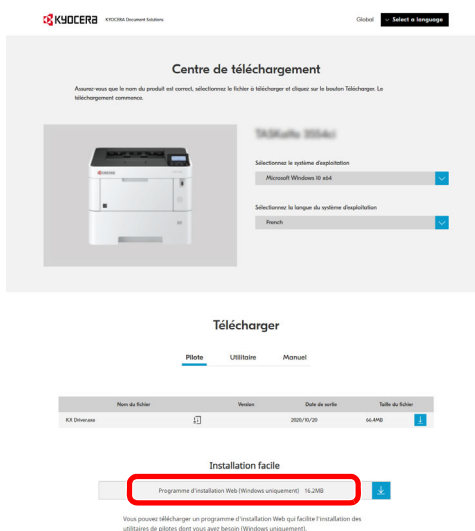 KYOCERA KYOCERA Document Solutions Global Select a language
Centre de téléchargement
Assurez-vous que le nom du produit est correct, sélectionnez le fichier à télécharger et cliquez sur le bouton Télécharger. Le
téléchargement commence.
Sélectionnez le système d'exploitation
Microsoft Windows 10 x64
Sélectionnez la langue du système d'exploitation
French
Télécharger
Pilote Utilitaire Manuel
Nom du fichier Version Date de sortie Taille du fichier
KX Driver.exe 2020/10/20 66.4MB
Installation facile
Programme d'installation Web (Windows uniquement) 16.2MB
Vous pouvez télécharger un programme d'installation Web qui facilite l'installation des
utilitaires de pilotes dont vous avez besoin (Windows uniquement).